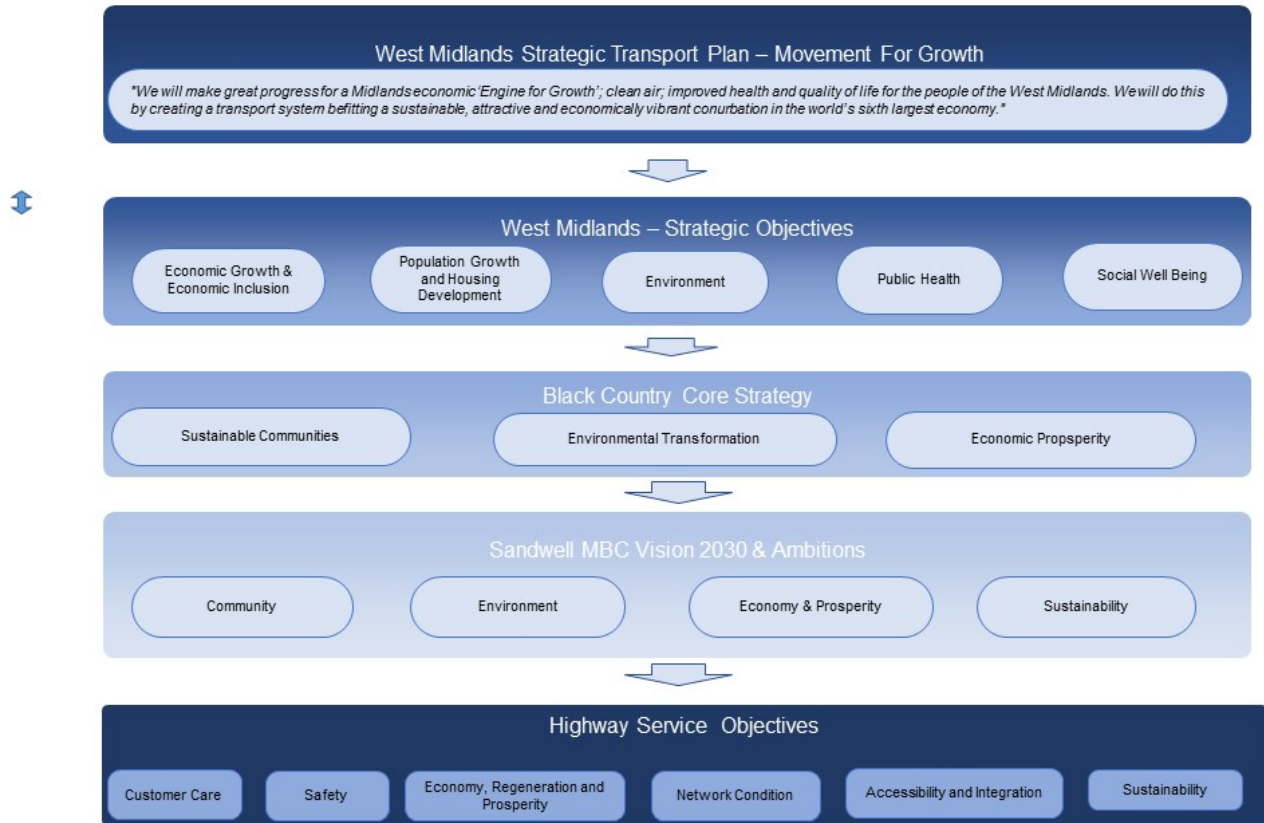 West Midlands Strategic Transport Plan – Movement For Growth
"We will make great progress for a Midlands economic 'Engine for Growth'; clean air; improved health and quality of life for the people of the West Midlands. We will do this
by creating a transport system befitting a sustainable, attractive and economically vibrant conurbation in the world's sixth largest economy."
West Midlands – Strategic Objectives
Economic Growth &
Economic Inclusion
Population Growth
and Housing
Development
Environment
Public Health
Social Well Being
Black Country Core Strategy
Sustainable Communities
Environmental Transformation
Economic Propsperity
Sandwell MBC Vision 2030 & Ambitions
Community
Environment
Economy & Prosperity
Sustainability
Highway Service Objectives
Customer Care
Safety
Economy, Regeneration and
Prosperity
Network Condition
Accessibility and Integration
Sustainability